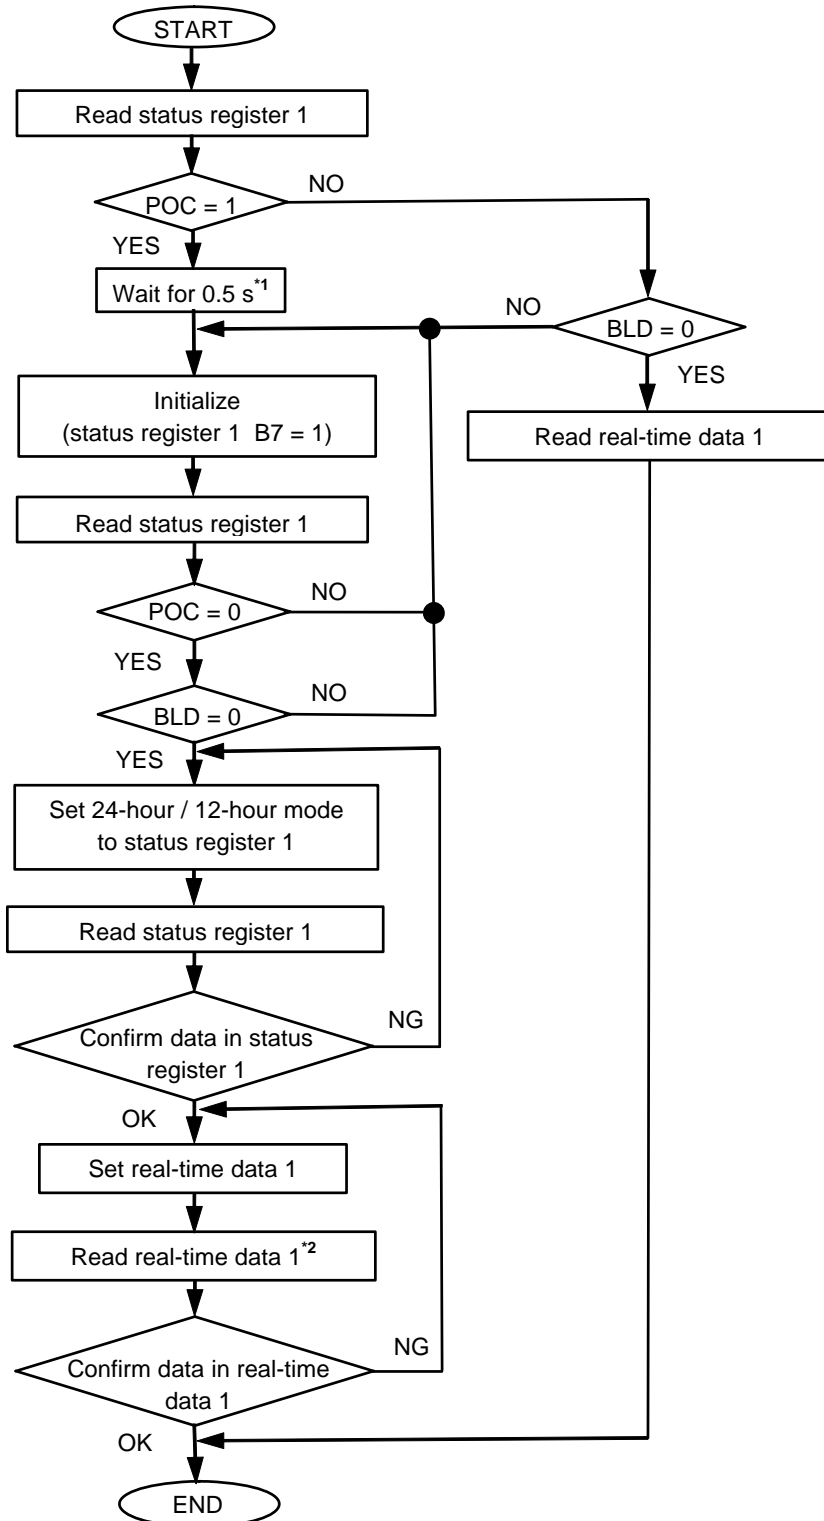 START
Read status register 1
POC = 1
NO
YES
Wait for 0.5 s*1
NO
BLD = 0
YES
Initialize
(status register 1  B7 = 1)
Read real-time data 1
Read status register 1
POC = 0
NO
YES
BLD = 0
NO
YES
Set 24-hour / 12-hour mode
to status register 1
Read status register 1
Confirm data in status
register 1
NG
OK
Set real-time data 1
Read real-time data 1*2
Confirm data in real-time
data 1
NG
OK
END